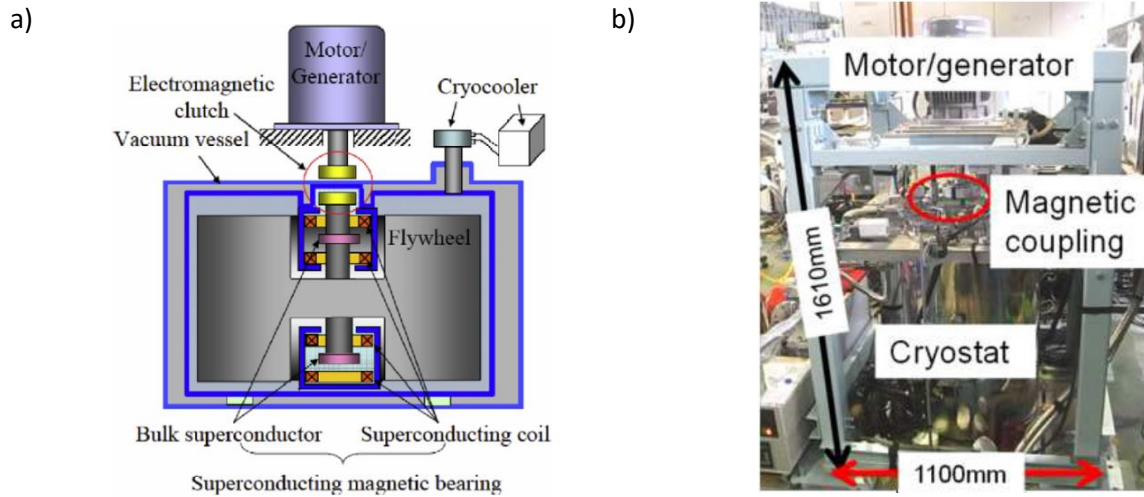 a)
Motor/
Generator
Electromagnetic
clutch
Vacuum vessel
Cryocooler
Flywheel
Bulk superconductor
Superconducting coil
Superconducting magnetic bearing
b)
Motor/generator
Magnetic
coupling
1610mm
Cryostat
1100mm